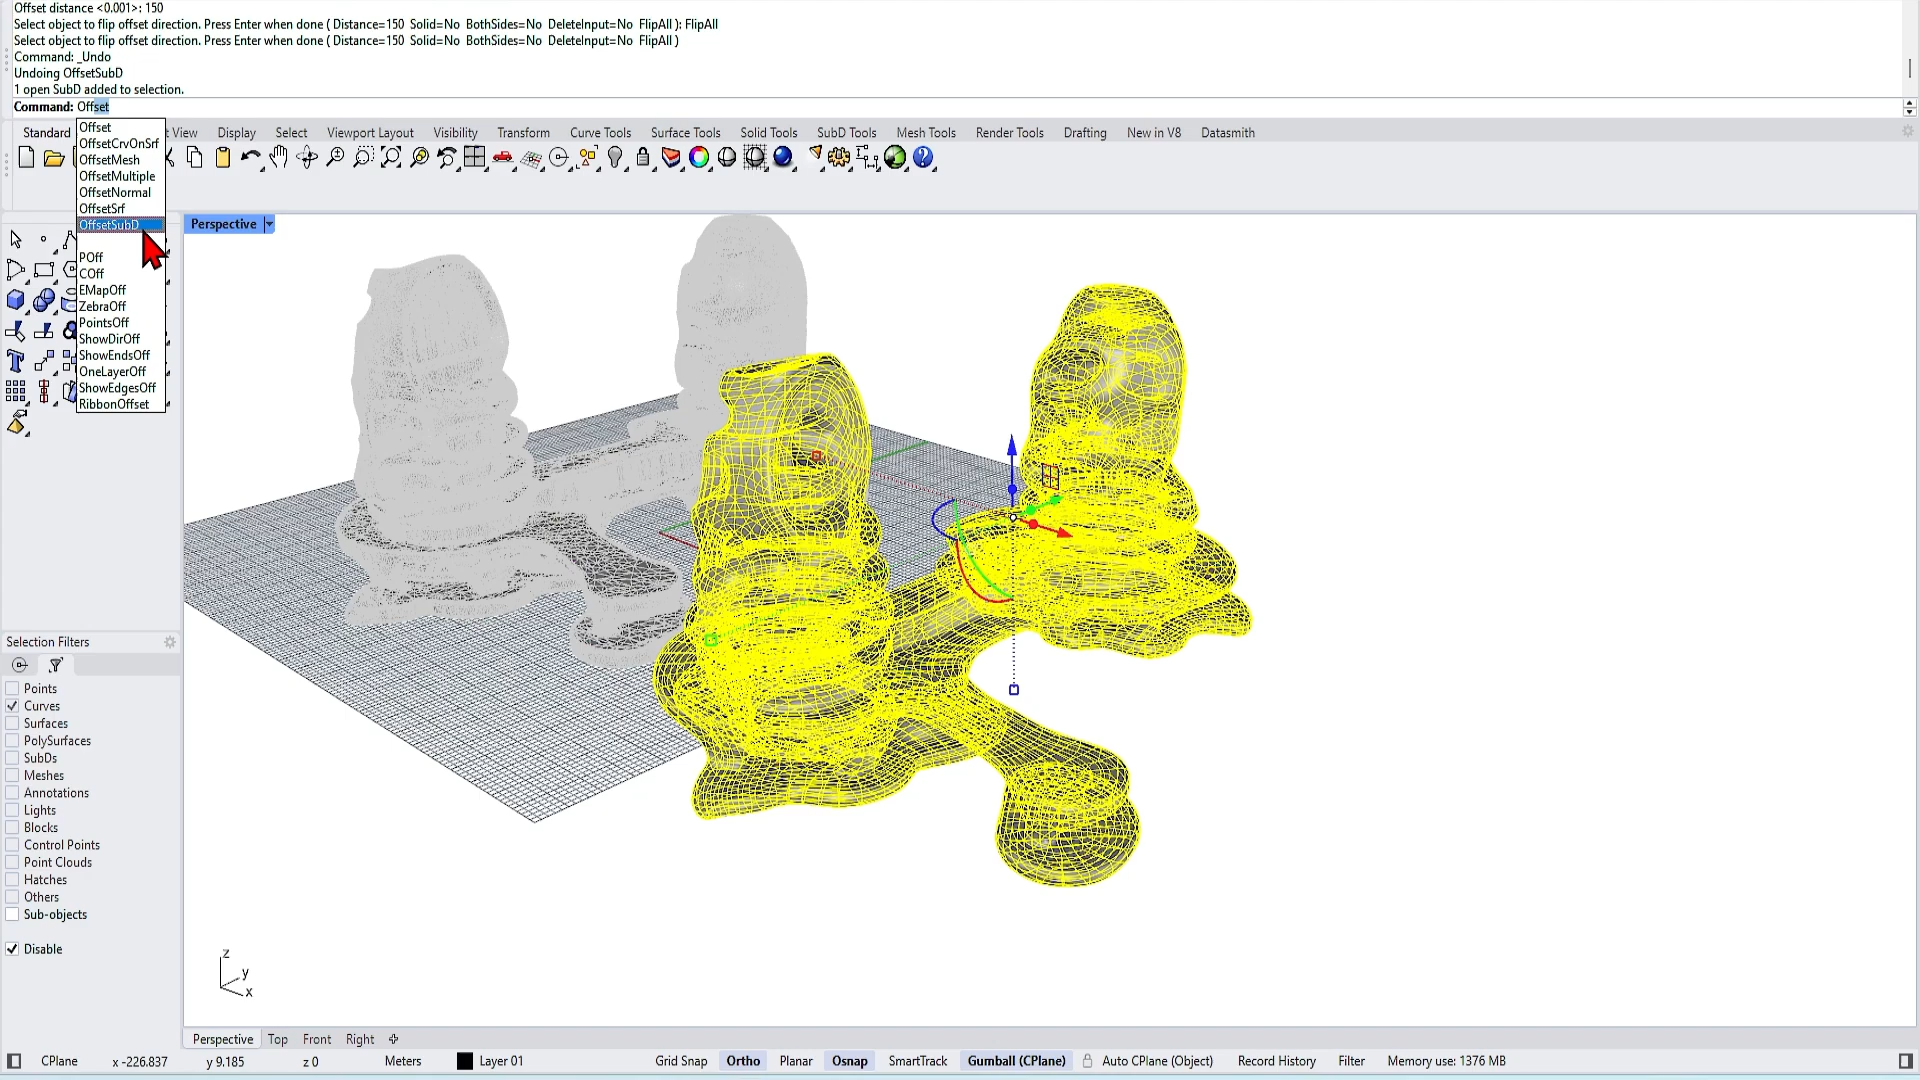 Offset distance <0.001>: 150
Select object to flip offset direction. Press Enter when done ( Distance=150 Solid=No BothSides=No DeleteInput=No FlipAll ): FlipAll
Select object to flip offset direction. Press Enter when done ( Distance=150 Solid=No BothSides=No DeleteInput=No FlipAll )
Command: _Undo
Undoing OffsetSubD
1 open SubD added to selection.
Command: Offset
Standard t View Display Select Viewport Layout Visibility Transform Curve Tools Surface Tools Solid Tools SubD Tools Mesh Tools Render Tools Drafting New in V8 Datasmith
Offset
OffsetCrvOnSrf
OffsetMesh
OffsetMultiple
OffsetNormal
OffsetSrf
OffsetSubD
POff
COff
EMapOff
ZebraOff
PointsOff
ShowDirOff
ShowEndsOff
OneLayerOff
ShowEdgesOff
RibbonOffset
Perspective
Selection Filters
Points
Curves
Surfaces
PolySurfaces
SubDs
Meshes
Annotations
Lights
Blocks
Control Points
Point Clouds
Hatches
Others
Sub-objects
Disable
z
y
x
Perspective Top Front Right
CPlane x -226.837 y 9.185 z 0 Meters Layer 01 Grid Snap Ortho Planar Osnap SmartTrack Gumball (CPlane) Auto CPlane (Object) Record History Filter Memory use: 1376 MB